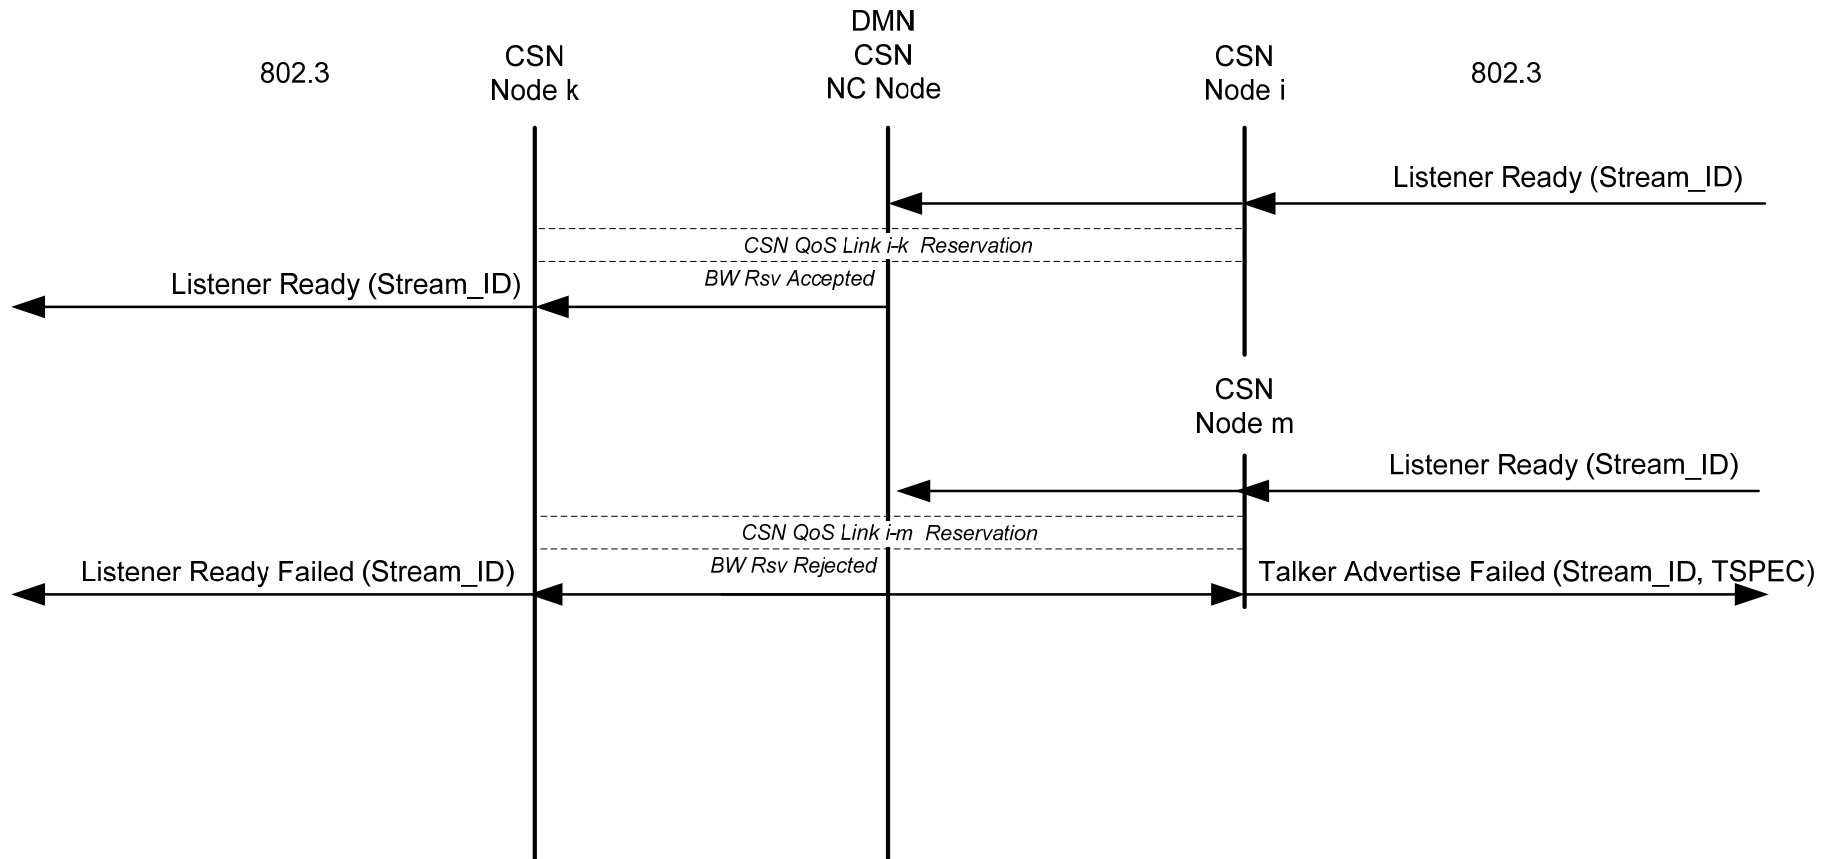 802.3
CSN
Node k
DMN
CSN
NC Node
CSN
Node i
802.3
Listener Ready (Stream_ID)
CSN QoS Link i-k Reservation
BW Rsv Accepted
Listener Ready (Stream_ID)
CSN
Node m
Listener Ready (Stream_ID)
CSN QoS Link i-m Reservation
BW Rsv Rejected
Listener Ready Failed (Stream_ID)
Talker Advertise Failed (Stream_ID, TSPEC)